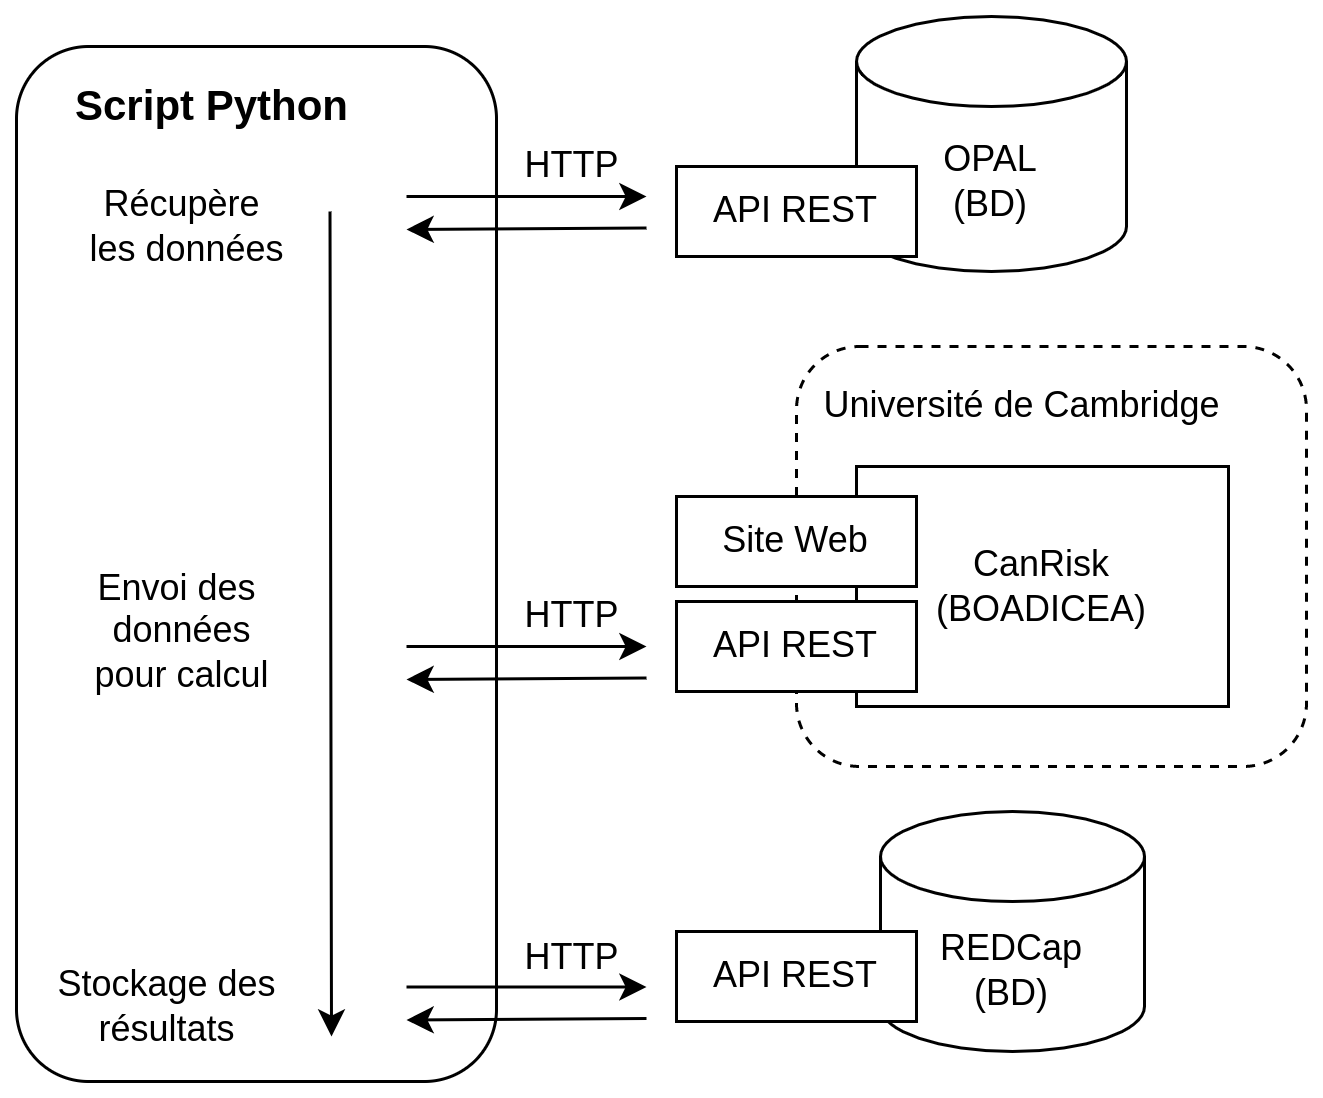 Script Python
Récupère
les données
HTTP
API REST
OPAL
(BD)
Université de Cambridge
Site Web
CanRisk
(BOADICEA)
Envoi des
données
pour calcul
HTTP
API REST
Stockage des
résultats
HTTP
API REST
REDCap
(BD)